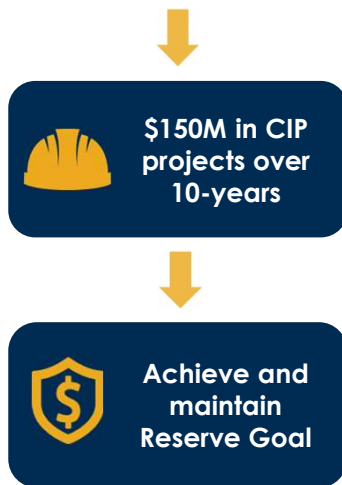 $150M in CIP
projects over
10-years
$
Achieve and
maintain
Reserve Goal